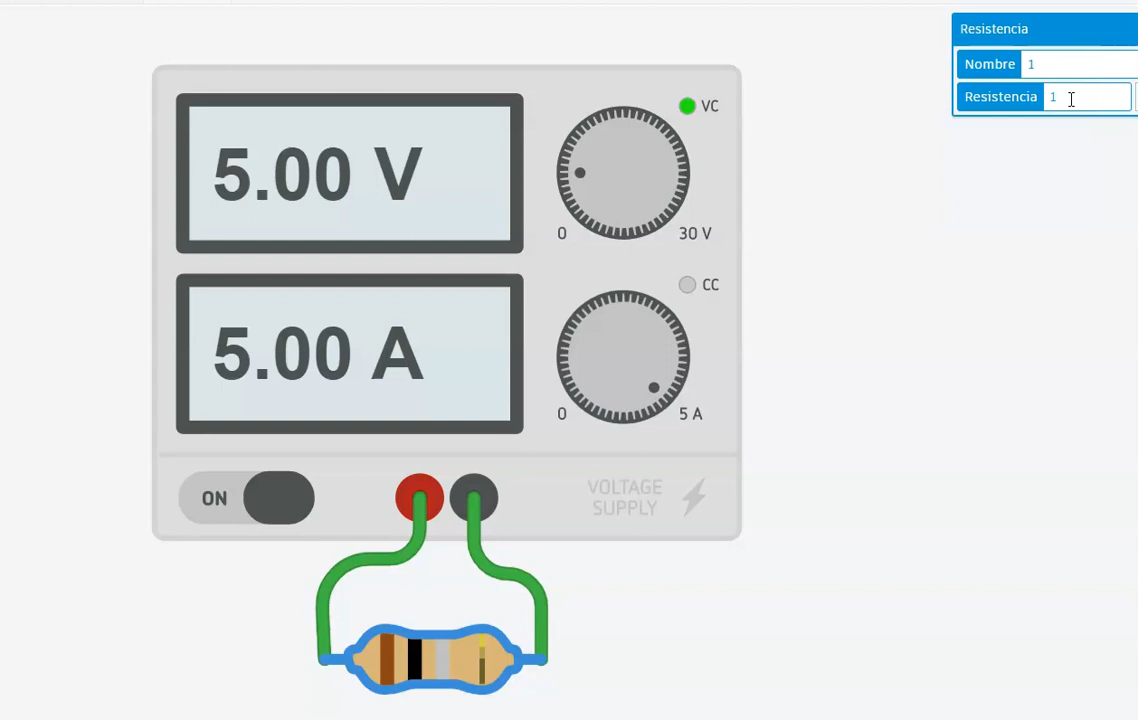 Resistencia
Nombre 1
Resistencia 1
VC
5.00 V
0 30 V
CC
5.00 A
0 5 A
ON
VOLTAGE
SUPPLY